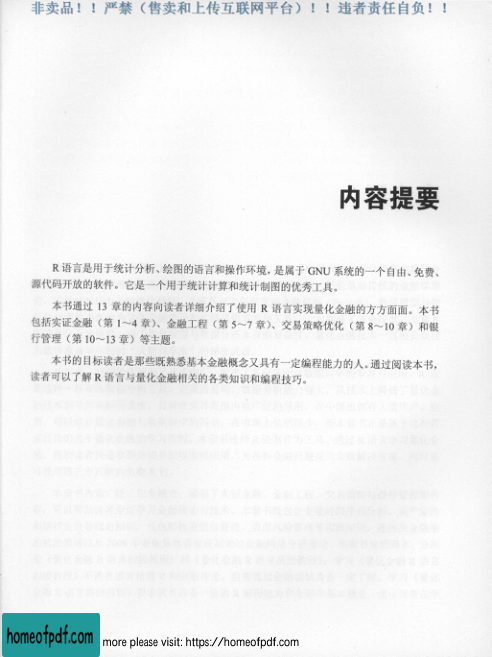 非卖品！！严禁（售卖和上传互联网平台）！！违者责任自负！！
内容提要
R 语言是用于统计分析、绘图的语言和操作环境，是属于 GNU 系统的一个自由、免费、
源代码开放的软件。它是一个用于统计计算和统计制图的优秀工具。
本书通过 13 章的内容向读者详细介绍了使用 R 语言实现量化金融的方方面面。本书
包括实证金融（第 1～4 章）、金融工程（第 5～7 章）、交易策略优化（第 8～10 章）和银
行管理（第 10～13 章）等主题。
本书的目标读者是那些既熟悉基本金融概念又具有一定编程能力的人。通过阅读本书，
读者可以了解 R 语言与量化金融相关的各类知识和编程技巧。
homeofpdf.com
more please visit: https://homeofpdf.com